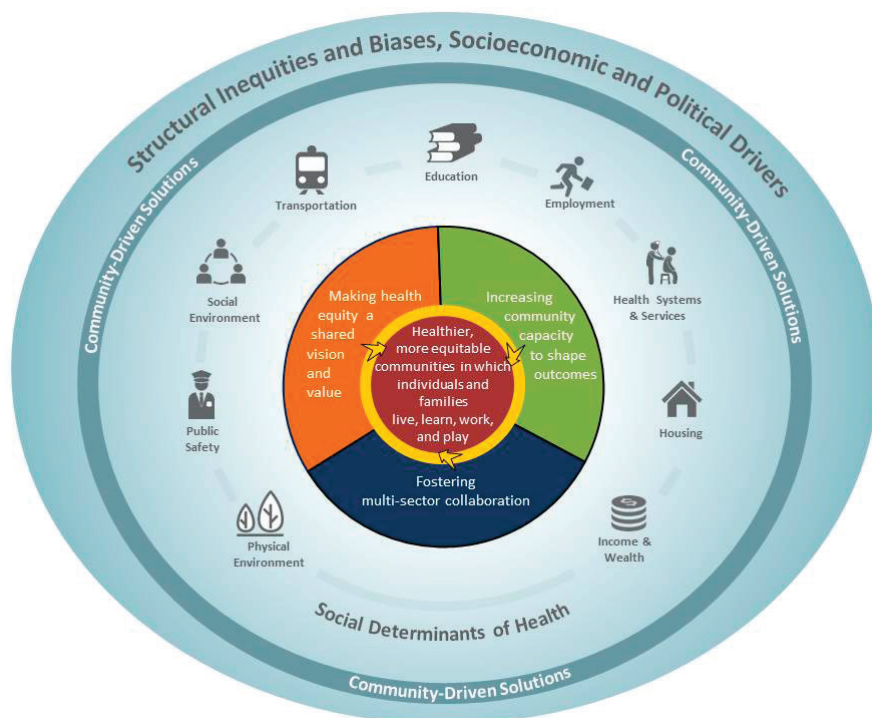 Structural Inequities and Biases, Socioeconomic and Political Drivers
Community-Driven Solutions
Community-Driven Solutions
Education
Transportation
Employment
Social
Environment
Health Systems
& Services
Public
Safety
Housing
Physical
Environment
Income &
Wealth
Making health
equity a
shared
vision
and
value
Increasing
community
capacity
to shape
outcomes
Healthier,
more equitable
communities in which
individuals and
families
live, learn, work,
and play
Fostering
multi-sector collaboration
Social Determinants of Health
Community-Driven Solutions